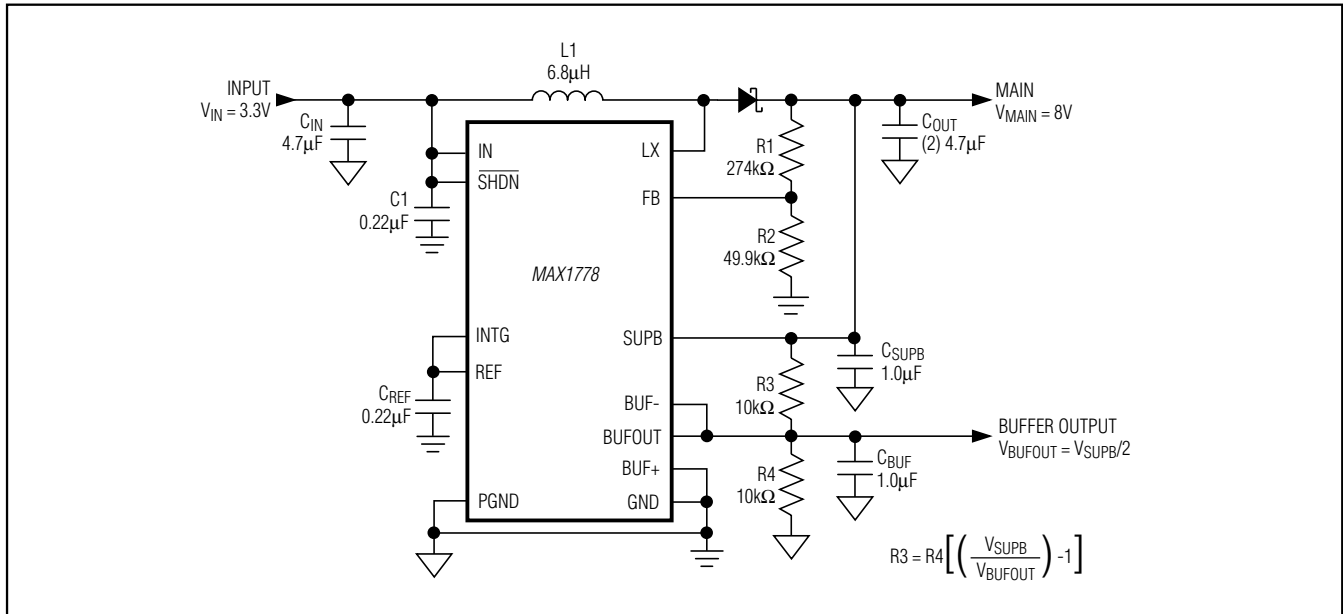 L1
6.8µH
INPUT
V_IN = 3.3V
C_IN
4.7µF
MAIN
V_MAIN = 8V
C_OUT
(2) 4.7µF
IN
SHDN
LX
FB
R1
274kΩ
C1
0.22µF
R2
49.9kΩ
MAX1778
INTG
REF
C_REF
0.22µF
SUPB
C_SUPB
1.0µF
R3
10kΩ
BUF-
BUFOUT
BUF+
GND
PGND
BUFFER OUTPUT
V_BUFOUT = V_SUPB/2
C_BUF
1.0µF
R4
10kΩ
R3 = R4[(V_SUPB/V_BUFOUT) -1]